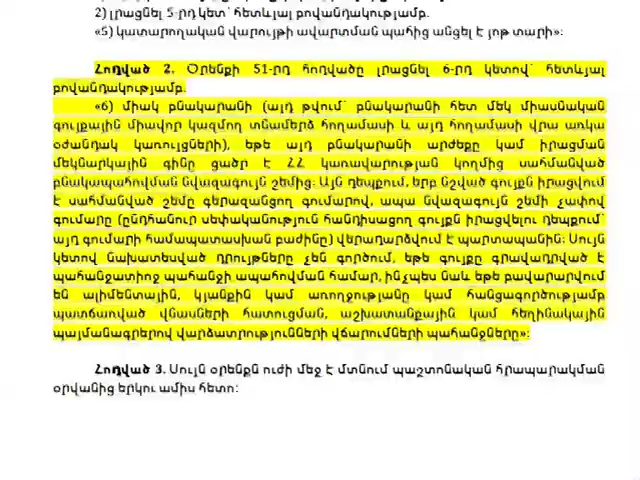 2) լրացնել 5-րդ կետ՝ հետևյալ բովանդակությամբ.
«5) կատարողական վարույթի ավարտման պահից անցել է յոթ տարի»:
Հոդված 2. Օրենքի 51-րդ հոդվածը լրացնել 6-րդ կետով՝ հետևյալ
բովանդակությամբ.
«6) միակ բնակարանի (այդ թվում՝ բնակարանի հետ մեկ միասնական
գույքային միավոր կազմող տնամերձ հողամասի և այդ հողամասի վրա առկա
օժանդակ կառույցները), եթե այդ բնակարանի արժեքը կամ իրացման
մեկնարկային գինը ցածր է ՀՀ կառավարության կողմից սահմանված
բնակապահովման նվազագույն շեմից: Այն դեպքում, երբ նշված գույքն իրացվում
է սահմանված շեմը գերազանցող գումարով, ապա նվազագույն շեմի չափով
գումարը (ընդհանուր սեփականություն հանդիսացող գույքն իրացվելու դեպքում՝
այդ գումարի համապատասխան բաժինը) վերադարձվում է պարտապանին: Սույն
կետով նախատեսված դրույթները չեն գործում, եթե գույքը գրավադրված է
պահանջատիրոջ պահանջի ապահովման համար, ինչպես նաև եթե բավարարվում
են ալիմենտային, կյանքին կամ առողջությանը կամ հանցագործությամբ
պատճառված վնասների հատուցման, աշխատանքային կամ հեղինակային
պայմանագրերով վարձատրությունների վճարումների պահանջները»:
Հոդված 3. Սույն օրենքն ուժի մեջ է մտնում պաշտոնական հրապարակման
օրվանից երկու ամիս հետո: